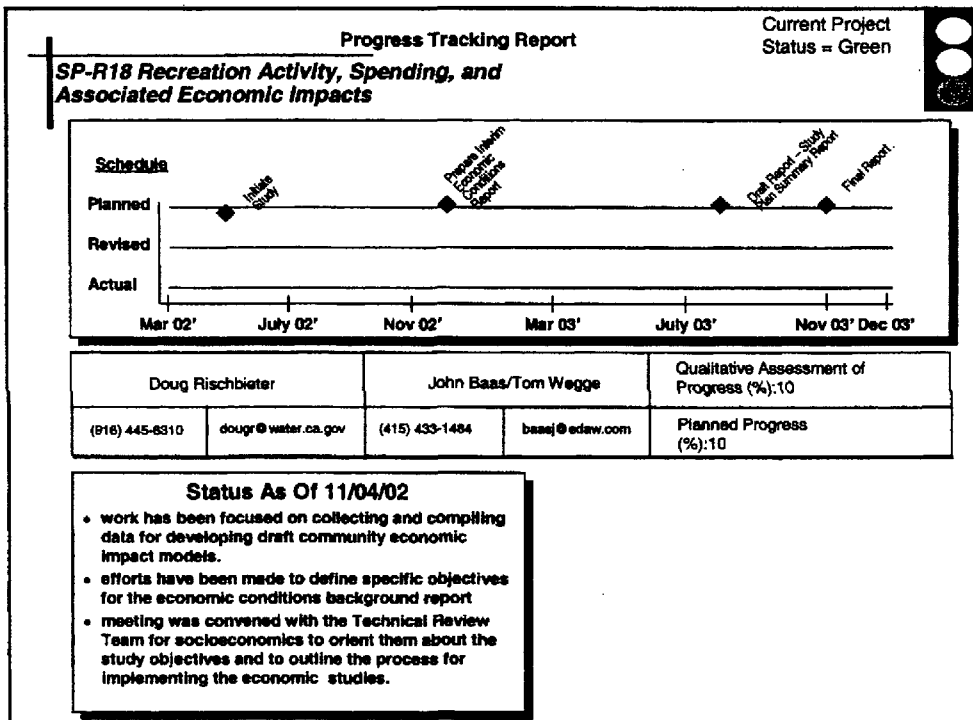 Progress Tracking Report
Current Project
Status = Green
SP-R18 Recreation Activity, Spending, and
Associated Economic Impacts
Schedule
Initiate
Study
Prepare Interim
Economic
Conditions
Report
Draft Report – Study
Plan Summary Report
Final Report
Planned
Revised
Actual
Mar 02' July 02' Nov 02' Mar 03' July 03' Nov 03' Dec 03'
Doug Rischbieter
John Baas/Tom Wegge
Qualitative Assessment of
Progress (%):10
(916) 445-6310
dougr@water.ca.gov
(415) 433-1484
baasj@edaw.com
Planned Progress
(%):10
Status As Of 11/04/02
• work has been focused on collecting and compiling
data for developing draft community economic
impact models.
• efforts have been made to define specific objectives
for the economic conditions background report
• meeting was convened with the Technical Review
Team for socioeconomics to orient them about the
study objectives and to outline the process for
implementing the economic studies.